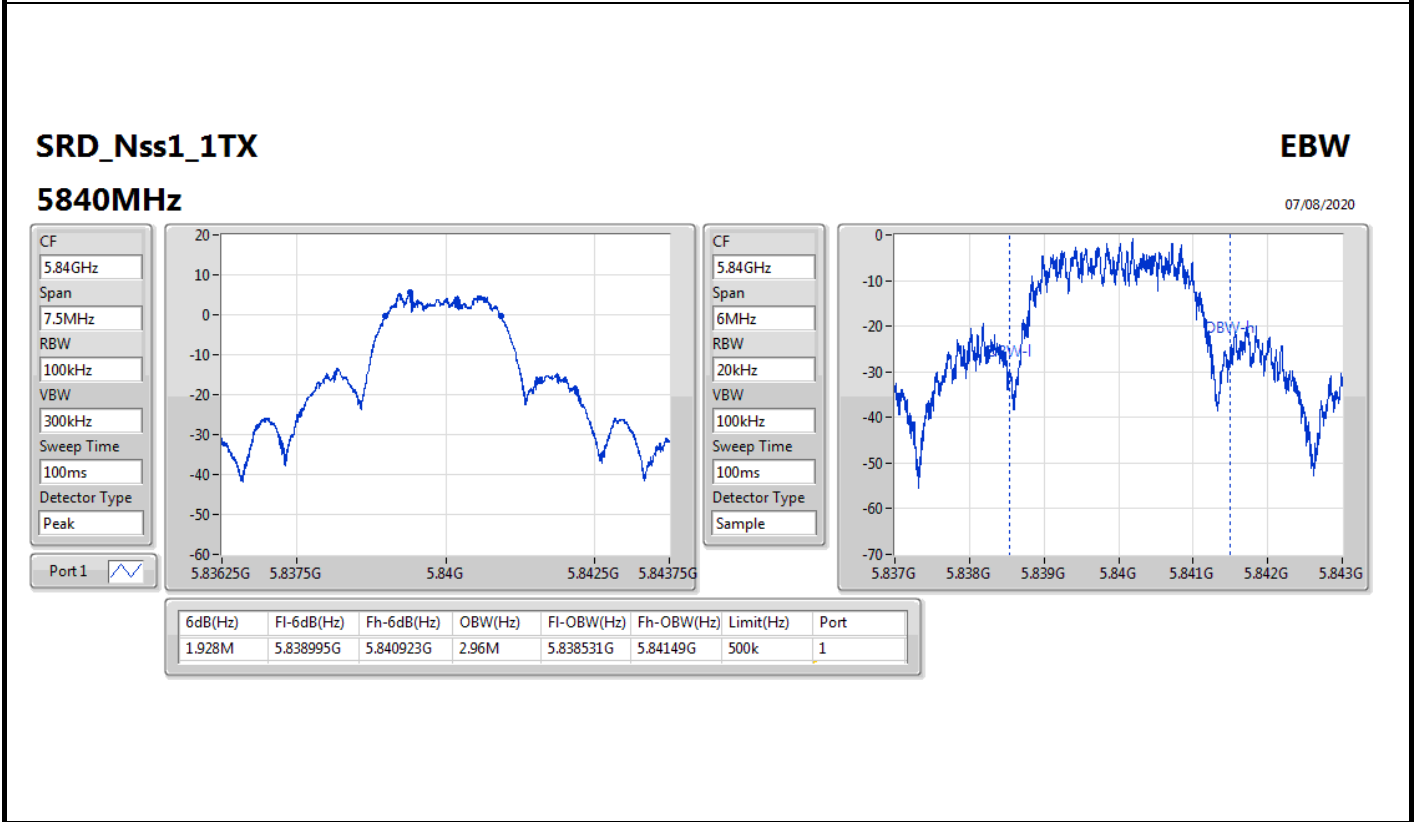 SRD_Nss1_1TX
EBW
5840MHz
07/08/2020
CF
5.84GHz
Span
7.5MHz
RBW
100kHz
VBW
300kHz
Sweep Time
100ms
Detector Type
Peak
Port 1
20
10
0
-10
-20
-30
-40
-50
-60
5.83625G 5.8375G 5.84G 5.8425G 5.84375G
CF
5.84GHz
Span
6MHz
RBW
20kHz
VBW
100kHz
Sweep Time
100ms
Detector Type
Sample
0
-10
-20
-30
-40
-50
-60
-70
OBW-l
OBW-h
5.837G 5.838G 5.839G 5.84G 5.841G 5.842G 5.843G
6dB(Hz) Fl-6dB(Hz) Fh-6dB(Hz) OBW(Hz) Fl-OBW(Hz) Fh-OBW(Hz) Limit(Hz) Port
1.928M 5.838995G 5.840923G 2.96M 5.838531G 5.84149G 500k 1